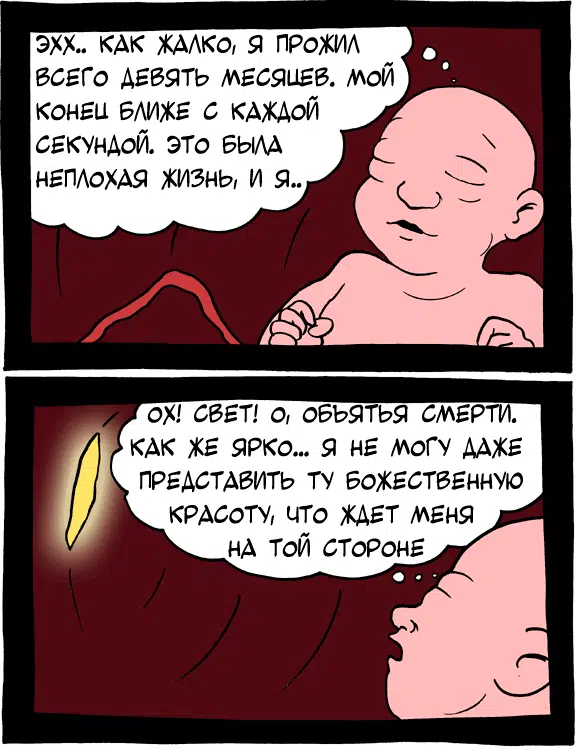 ЭХХ.. КАК ЖАЛКО, Я ПРОЖИЛ
ВСЕГО ДЕВЯТЬ МЕСЯЦЕВ. МОЙ
КОНЕЦ БЛИЖЕ С КАЖДОЙ
СЕКУНДОЙ. ЭТО БЫЛА
НЕПЛОХАЯ ЖИЗНЬ, И Я..
ОХ! СВЕТ! О, ОБЪЯТЬЯ СМЕРТИ.
КАК ЖЕ ЯРКО... Я НЕ МОГУ ДАЖЕ
ПРЕДСТАВИТЬ ТУ БОЖЕСТВЕННУЮ
КРАСОТУ, ЧТО ЖДЕТ МЕНЯ
НА ТОЙ СТОРОНЕ